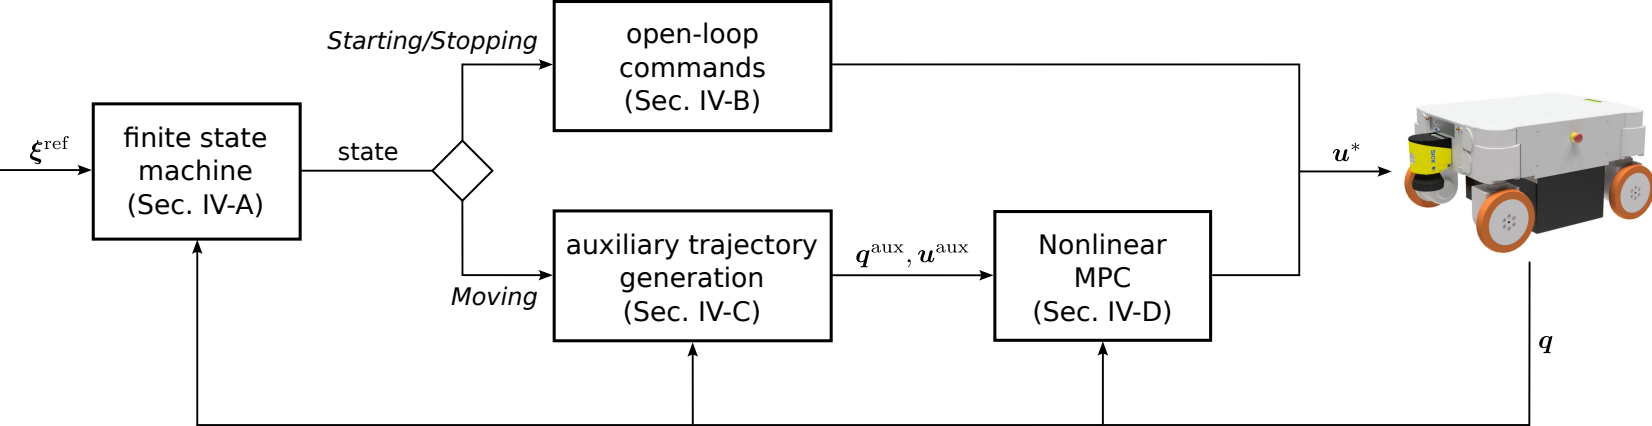 Starting/Stopping
open-loop
commands
(Sec. IV-B)
ξ^ref
finite state
machine
(Sec. IV-A)
state
u*
SICK
auxiliary trajectory
generation
(Sec. IV-C)
Moving
q^aux, u^aux
Nonlinear
MPC
(Sec. IV-D)
q